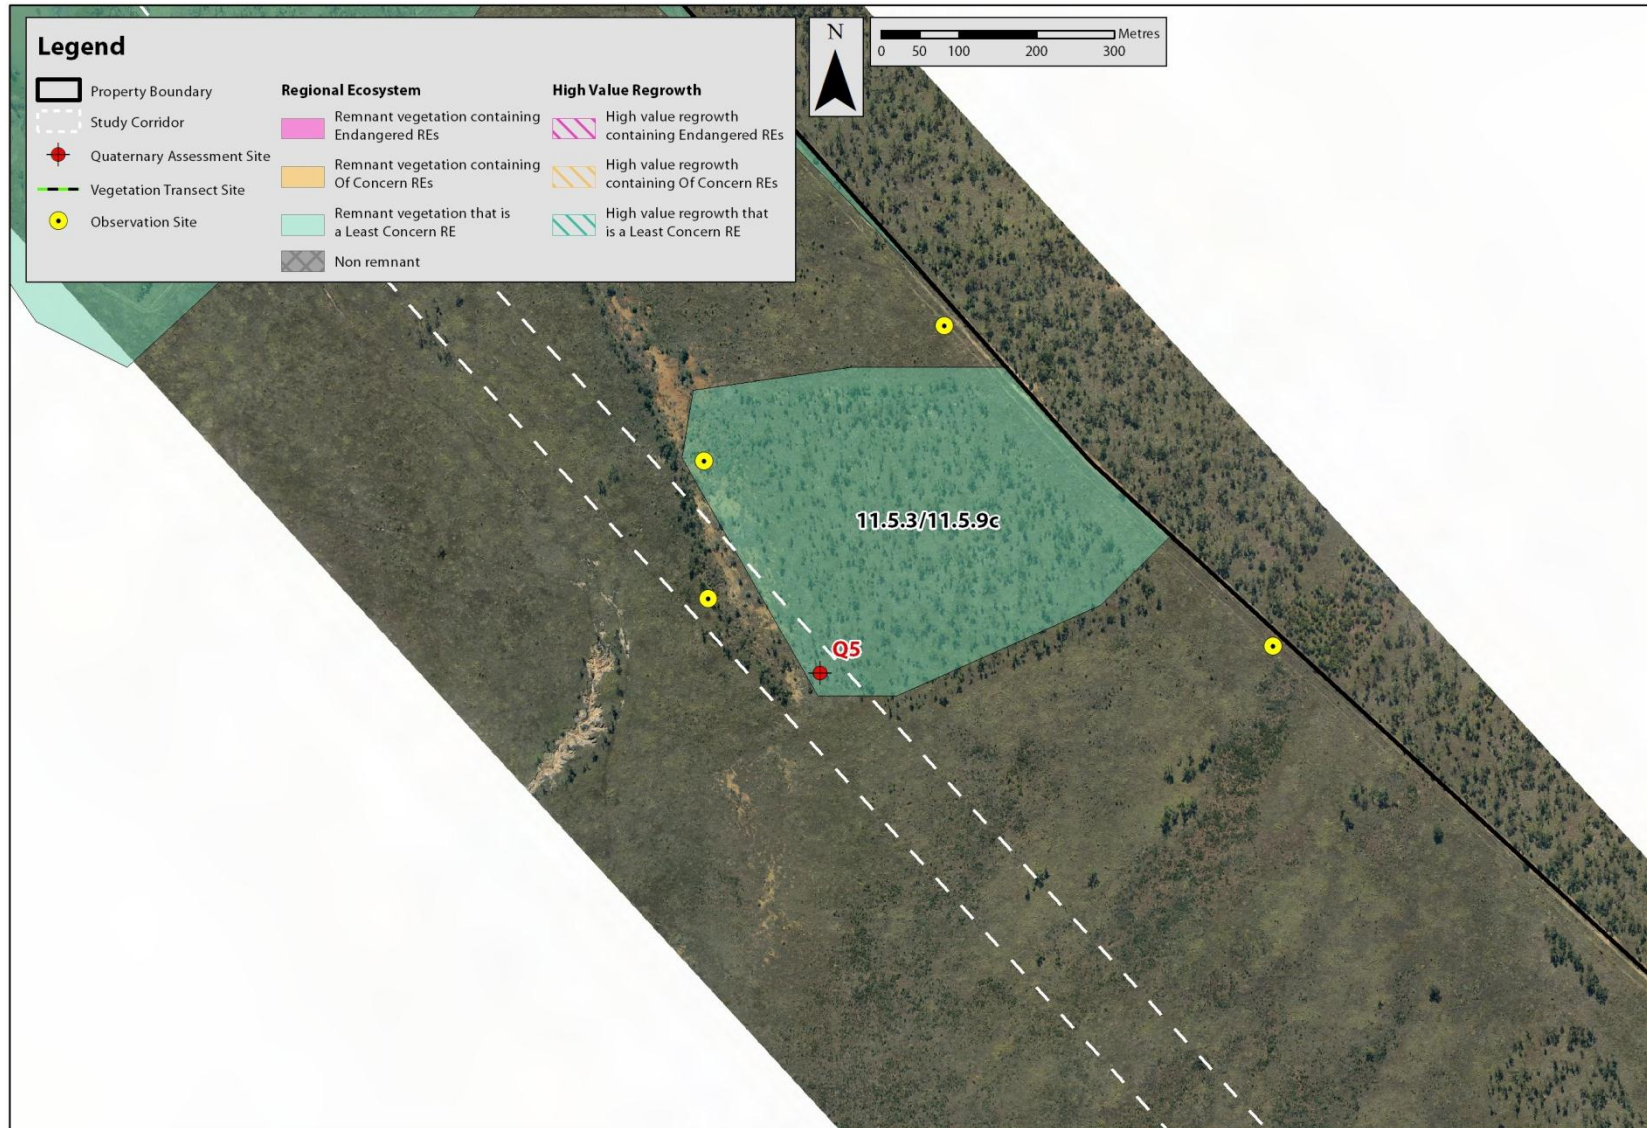 Legend
Property Boundary
Study Corridor
Quaternary Assessment Site
Vegetation Transect Site
Observation Site
Regional Ecosystem
Remnant vegetation containing
Endangered REs
Remnant vegetation containing
Of Concern REs
Remnant vegetation that is
a Least Concern RE
Non remnant
High Value Regrowth
High value regrowth
containing Endangered REs
High value regrowth
containing Of Concern REs
High value regrowth that
is a Least Concern RE
N
Metres
0 50 100 200 300
11.5.3/11.5.9c
Q5